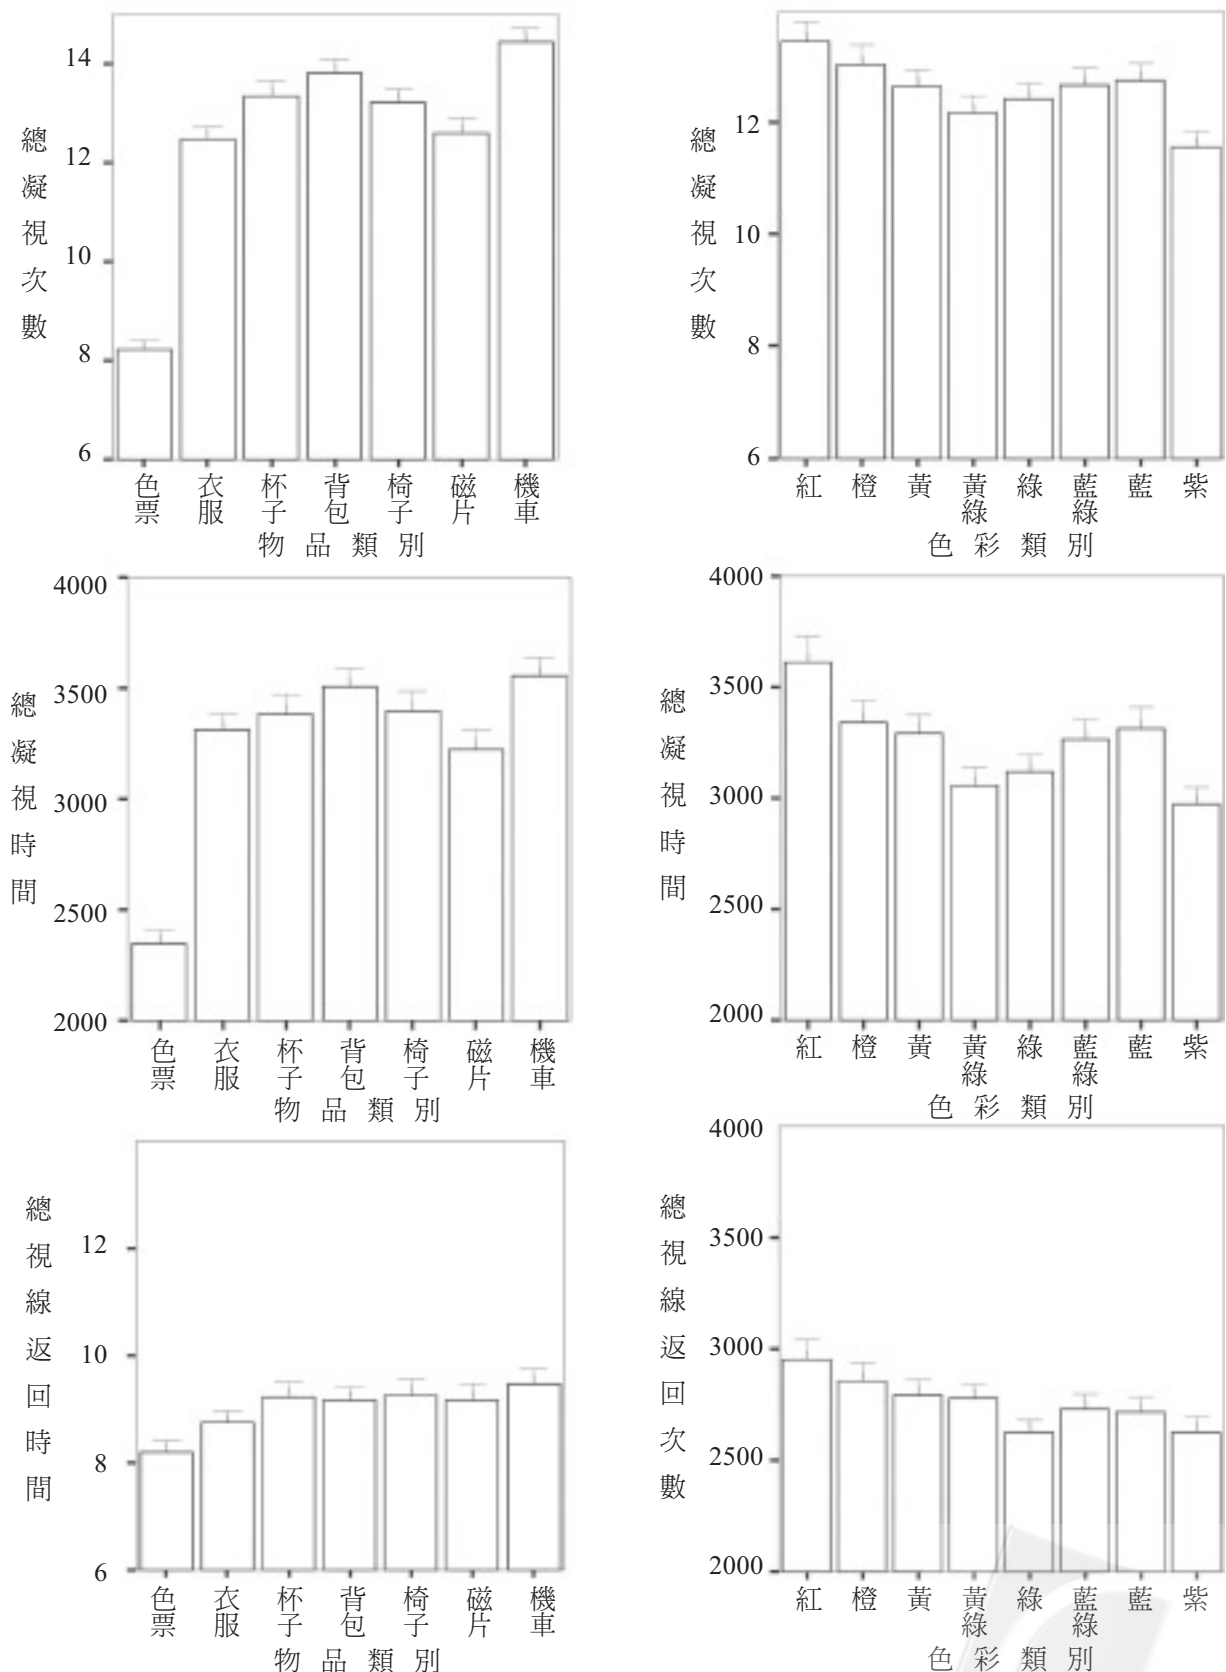 總凝視次數
14
12
10
8
6
色票 衣服 杯子 背包 椅子 磁片 機車
物品類別
總凝視次數
12
10
8
6
紅 橙 黃 黃綠 綠 藍綠 藍 紫
色彩類別
總凝視時間
4000
3500
3000
2500
2000
色票 衣服 杯子 背包 椅子 磁片 機車
物品類別
總凝視時間
4000
3500
3000
2500
2000
紅 橙 黃 黃綠 綠 藍綠 藍 紫
色彩類別
總視線返回時間
12
10
8
6
色票 衣服 杯子 背包 椅子 磁片 機車
物品類別
總視線返回次數
4000
3500
3000
2500
2000
紅 橙 黃 黃綠 綠 藍綠 藍 紫
色彩類別